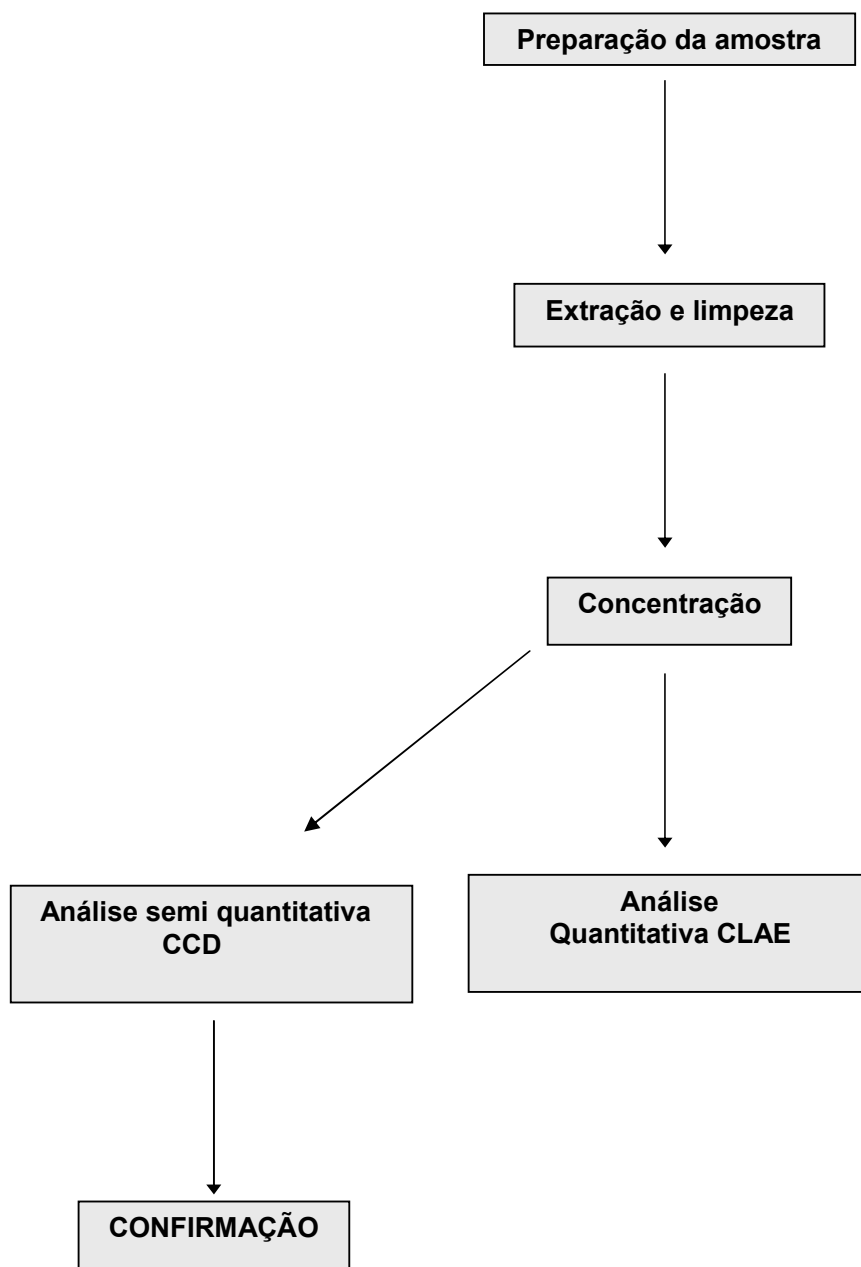 Preparação da amostra
Extração e limpeza
Concentração
Análise semi quantitativa
CCD
Análise
Quantitativa CLAE
CONFIRMAÇÃO